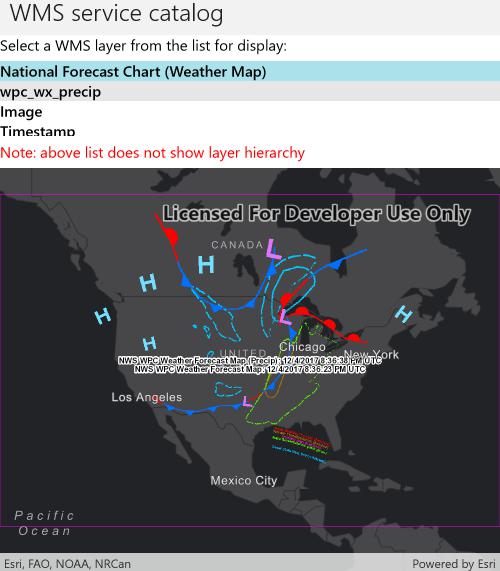 WMS service catalog
Select a WMS layer from the list for display:
National Forecast Chart (Weather Map)
wpc_wx_precip
Image
Timestamp
Note: above list does not show layer hierarchy
Licensed For Developer Use Only
CANADA
L
H
H
H
H
L
H
Chicago
UNITED
New York
NWS WPC Weather Forecast Map (Precip): 12/4/2017 8:36:38 PM UTC
NWS WPC Weather Forecast Map: 12/4/2017 8:36:23 PM UTC
Los Angeles
L
Mexico City
Pacific
Ocean
Esri, FAO, NOAA, NRCan
Powered by Esri